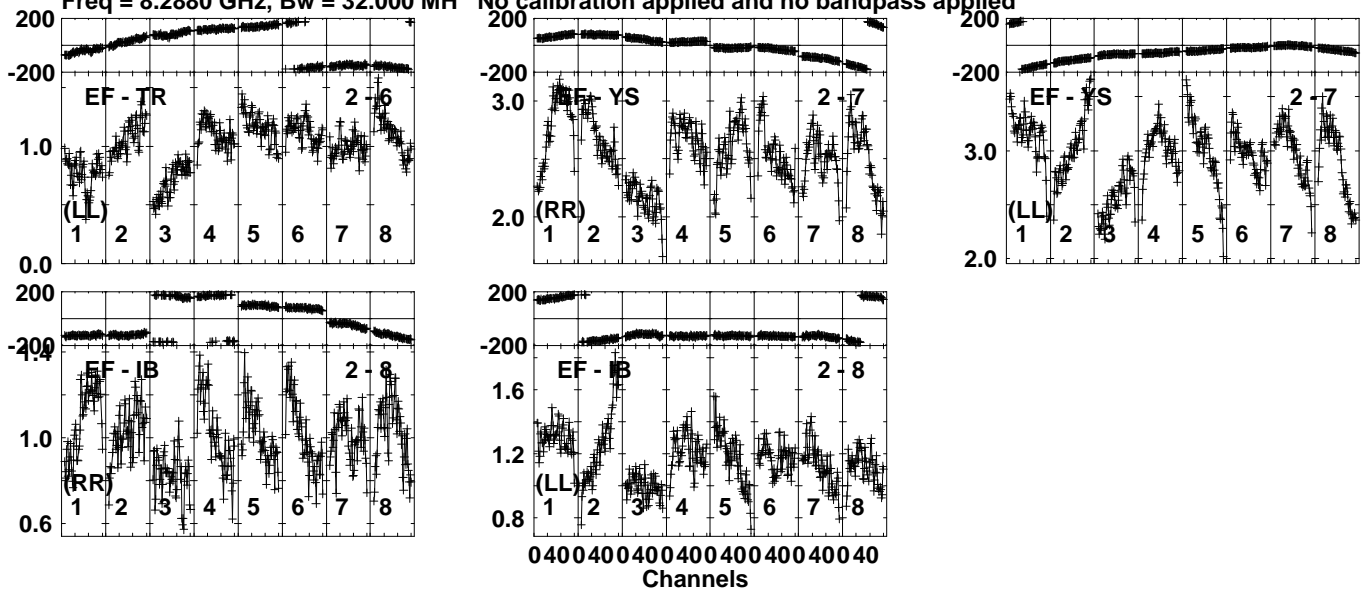 Freq = 8.2880 GHz, Bw = 32.000 MH No calibration applied and no bandpass applied
200
-200
EF - TR 2 - 6
1.0
(LL)
1 2 3 4 5 6 7 8
0.0
200
-200
EF - YS 2 - 7
3.0
2.0
(RR)
1 2 3 4 5 6 7 8
200
-200
EF - YS 2 - 7
3.0
(LL)
1 2 3 4 5 6 7 8
2.0
200
-200
1.4
EF - IB 2 - 8
1.0
(RR)
1 2 3 4 5 6 7 8
0.6
200
-200
EF - IB 2 - 8
1.6
1.2
(LL)
1 2 3 4 5 6 7 8
0.8
0 40 0 40 0 40 0 40 0 40 0 40 0 40 0 40
Channels